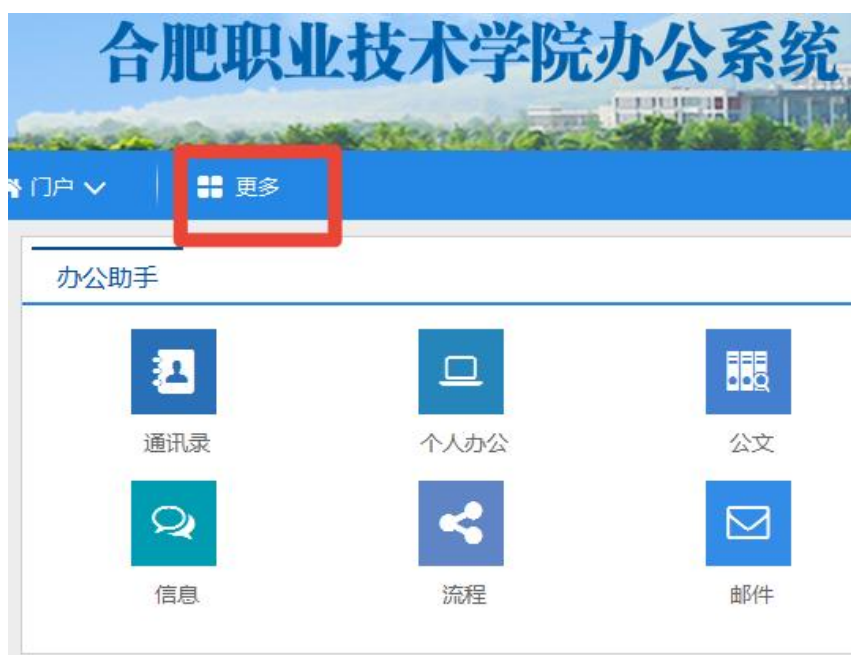 合肥职业技术学院办公系统
门户 更多
办公助手
通讯录 个人办公 公文
信息 流程 邮件